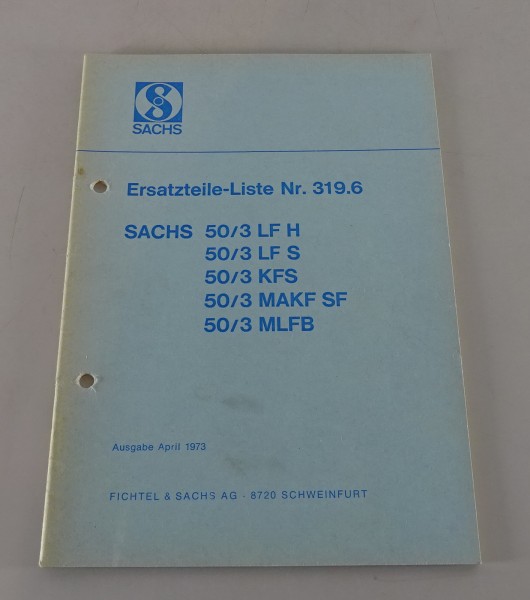 SACHS
Ersatzteile-Liste Nr. 319.6
SACHS 50/3 LF H
50/3 LF S
50/3 KFS
50/3 MAKF SF
50/3 MLFB
Ausgabe April 1973
FICHTEL & SACHS AG - 8720 SCHWEINFURT